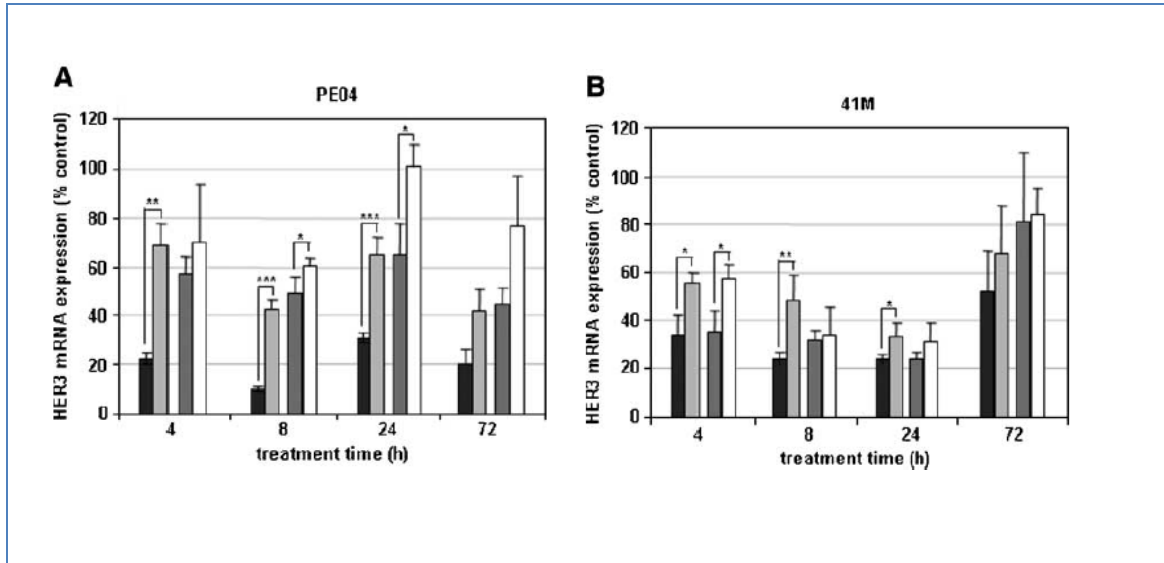 A
PE04
HER3 mRNA expression (% control)
120
100
80
60
40
20
0
**
***
*
***
*
4 8 24 72
treatment time (h)
B
41M
HER3 mRNA expression (% control)
120
100
80
60
40
20
0
*
*
**
*
4 8 24 72
treatment time (h)